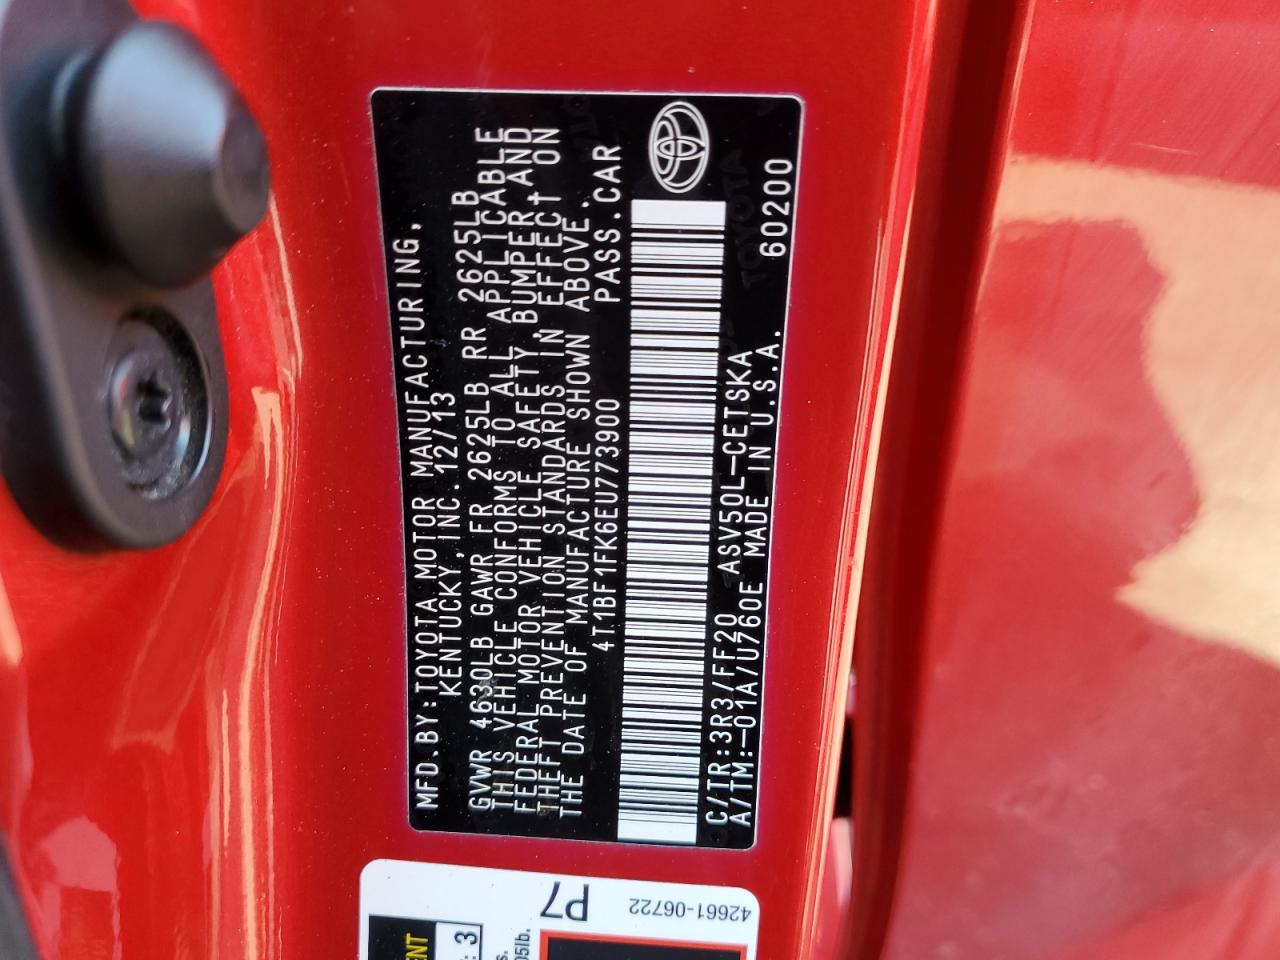 MFD.BY:TOYOTA MOTOR MANUFACTURING,
KENTUCKY,INC.12/13
GVWR 4630LB GAWR FR 2625LB RR 2625LB
THIS VEHICLE CONFORMS TO ALL APPLICABLE
FEDERAL MOTOR VEHICLE SAFETY,BUMPER,AND
THEFT PREVENTION STANDARDS IN EFFECT ON
THE DATE OF MANUFACTURE SHOWN ABOVE.
4T1BF1FK6EU773900 PASS.CAR
C/TR:3R3/FF20 ASV50L-CETSKA 60200
A/TM:-01A/U760E MADE IN U.S.A.
42661-06722
P7
3
05lb.